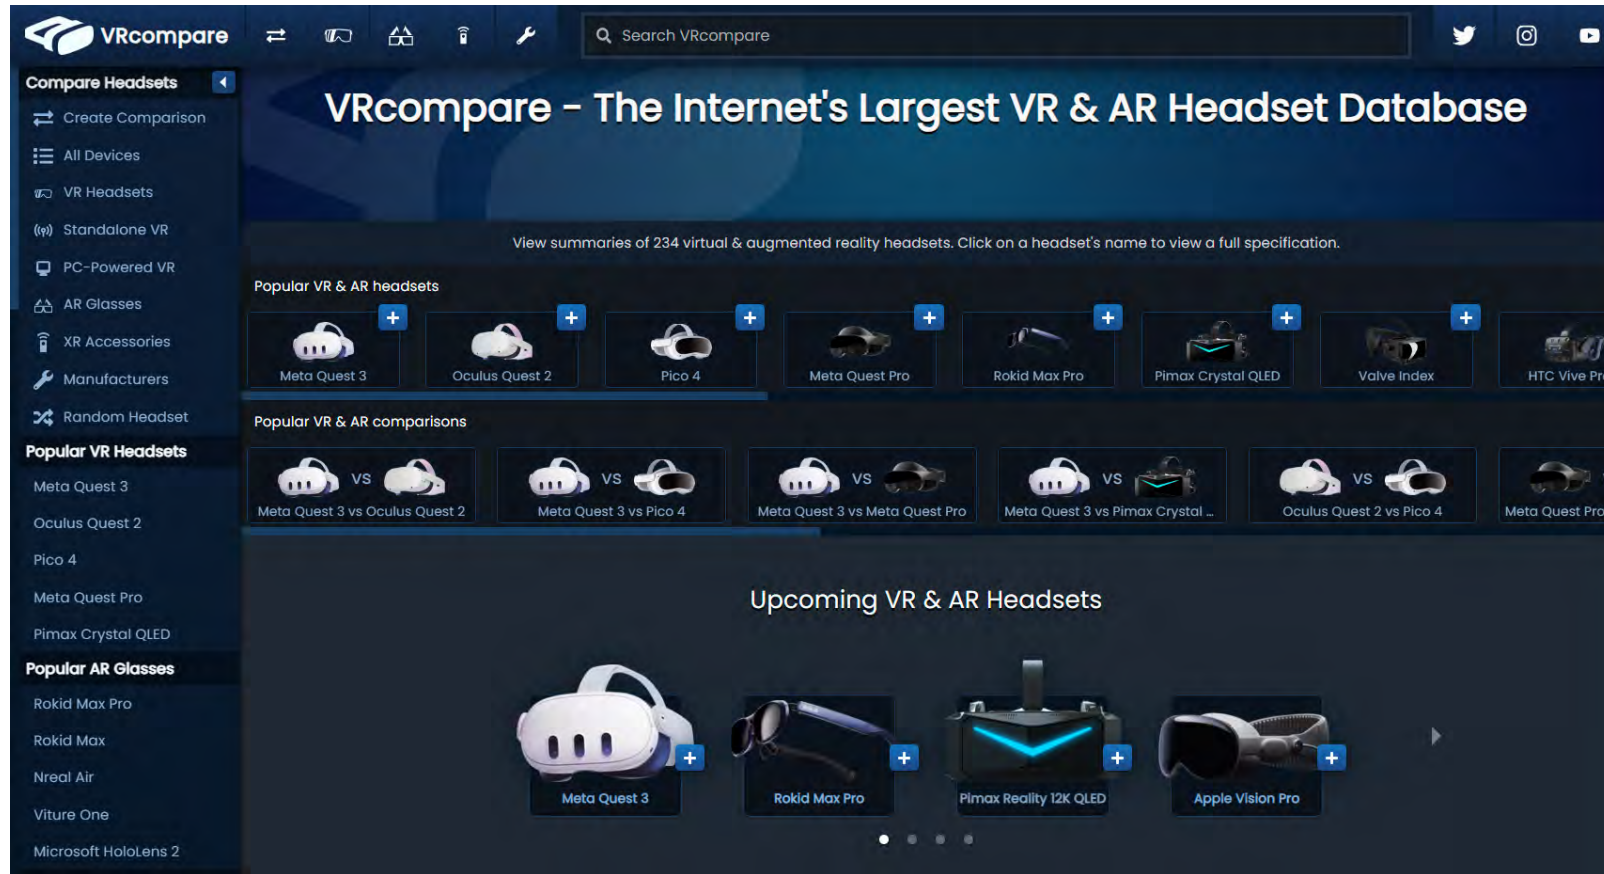 VRcompare
Search VRcompare
Compare Headsets
Create Comparison
All Devices
VR Headsets
Standalone VR
PC-Powered VR
AR Glasses
XR Accessories
Manufacturers
Random Headset
Popular VR Headsets
Meta Quest 3
Oculus Quest 2
Pico 4
Meta Quest Pro
Pimax Crystal QLED
Popular AR Glasses
Rokid Max Pro
Rokid Max
Nreal Air
Viture One
Microsoft HoloLens 2
VRcompare - The Internet's Largest VR & AR Headset Database
View summaries of 234 virtual & augmented reality headsets. Click on a headset's name to view a full specification.
Popular VR & AR headsets
Meta Quest 3
Oculus Quest 2
Pico 4
Meta Quest Pro
Rokid Max Pro
Pimax Crystal QLED
Valve Index
HTC Vive Pr
Popular VR & AR comparisons
VS
Meta Quest 3 vs Oculus Quest 2
VS
Meta Quest 3 vs Pico 4
VS
Meta Quest 3 vs Meta Quest Pro
VS
Meta Quest 3 vs Pimax Crystal ...
VS
Oculus Quest 2 vs Pico 4
Meta Quest Pro
Upcoming VR & AR Headsets
Meta Quest 3
Rokid Max Pro
Pimax Reality 12K QLED
Apple Vision Pro